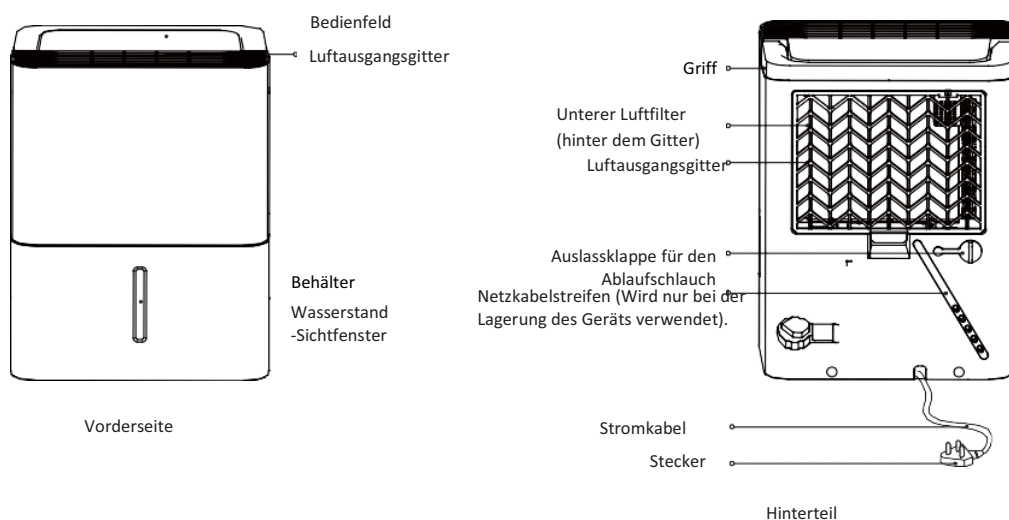 Bedienfeld
Luftausgangsgitter
Behälter
Wasserstand
-Sichtfenster
Vorderseite
Griff
Unterer Luftfilter
(hinter dem Gitter)
Luftausgangsgitter
Auslassklappe für den
Ablaufschlauch
Netzkabelstreifen (Wird nur bei der
Lagerung des Geräts verwendet).
Stromkabel
Stecker
Hinterteil